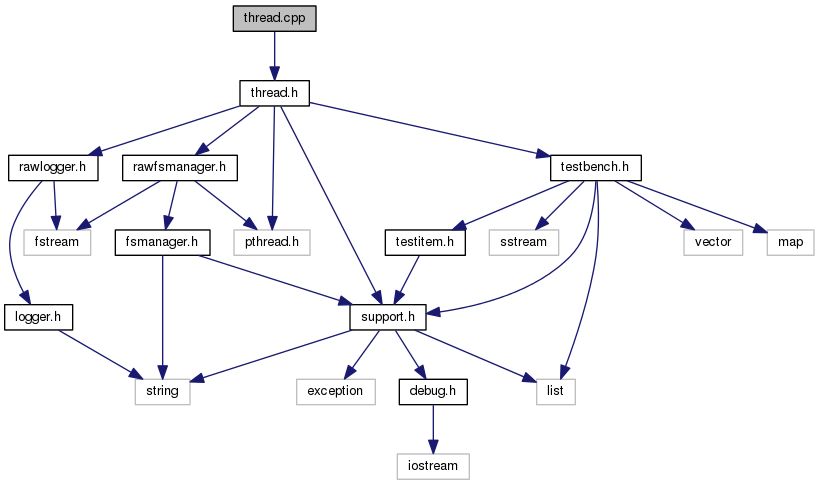 thread.cpp
thread.h
rawlogger.h
rawfsmanager.h
testbench.h
fstream
fsmanager.h
pthread.h
testitem.h
sstream
vector
map
logger.h
support.h
string
exception
debug.h
list
iostream